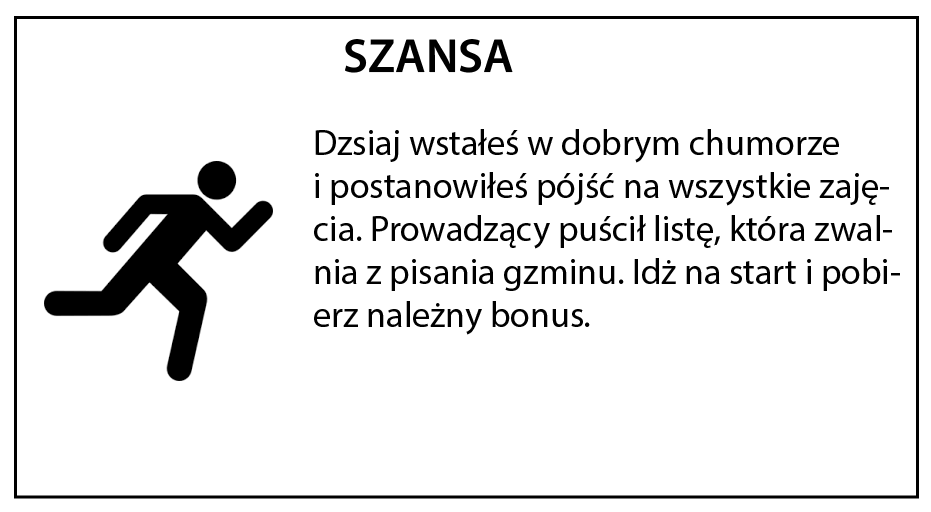 SZANSA
Dzsiaj wstałeś w dobrym chumorze
i postanowiłeś pójść na wszystkie zaję-
cia. Prowadzący puścił listę, która zwal-
nia z pisania gzminu. Idż na start i pobi-
erz należny bonus.